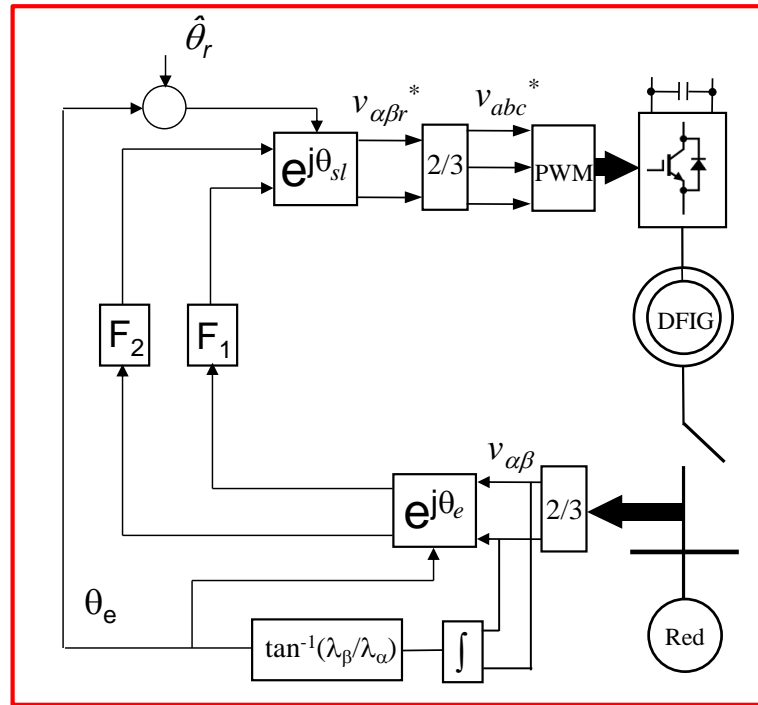 θ̂r
vαβr*
vabc*
e^jθsl
2/3
PWM
DFIG
F2
F1
vαβ
e^jθe
2/3
θe
tan⁻¹(λβ/λα)
∫
Red